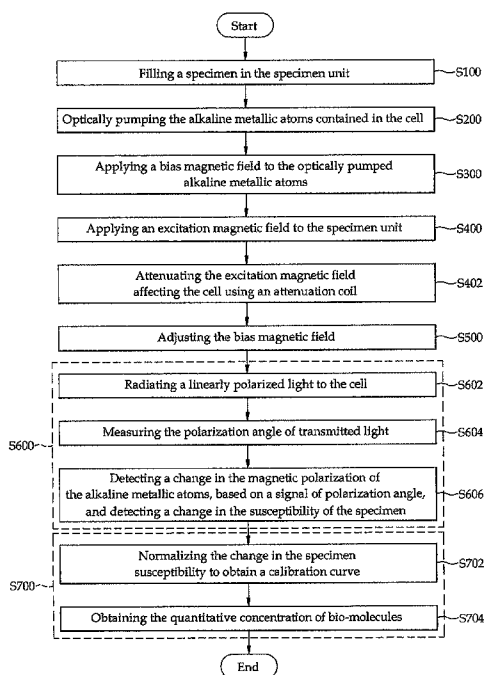 Start
Filling a specimen in the specimen unit
S100
Optically pumping the alkaline metallic atoms contained in the cell
S200
Applying a bias magnetic field to the optically pumped
alkaline metallic atoms
S300
Applying an excitation magnetic field to the specimen unit
S400
Attenuating the excitation magnetic field
affecting the cell using an attenuation coil
S402
Adjusting the bias magnetic field
S500
S600
Radiating a linearly polarized light to the cell
S602
Measuring the polarization angle of transmitted light
S604
Detecting a change in the magnetic polarization of
the alkaline metallic atoms, based on a signal of polarization angle,
and detecting a change in the susceptibility of the specimen
S606
S700
Normalizing the change in the specimen
susceptibility to obtain a calibration curve
S702
Obtaining the quantitative concentration of bio-molecules
S704
End